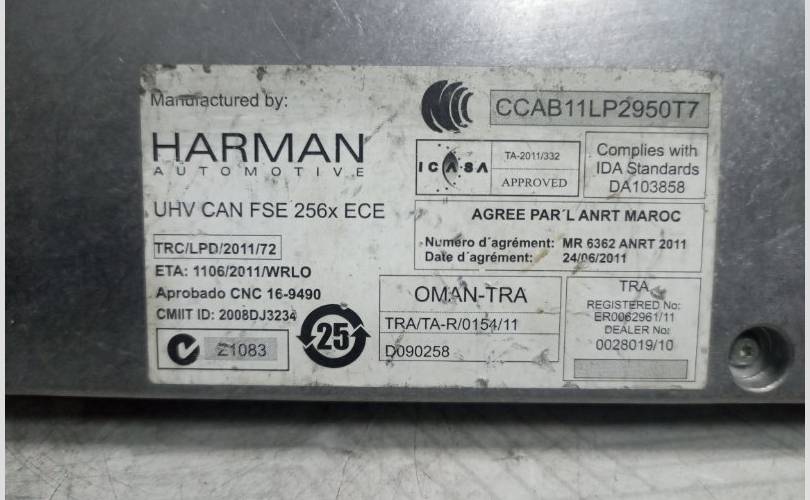 Manufactured by:
HARMAN
AUTOMOTIVE
UHV CAN FSE 256x ECE
TRC/LPD/2011/72
ETA: 1106/2011/WRLO
Aprobado CNC 16-9490
CMIIT ID: 2008DJ3234
Z1083
25
CCAB11LP2950T7
ICASA
TA-2011/332
APPROVED
Complies with
IDA Standards
DA103858
AGREE PAR´L ANRT MAROC
Numéro d´agrément: MR 6362 ANRT 2011
Date d´agrément: 24/06/2011
OMAN-TRA
TRA/TA-R/0154/11
D090258
TRA
REGISTERED No:
ER0062961/11
DEALER No:
0028019/10